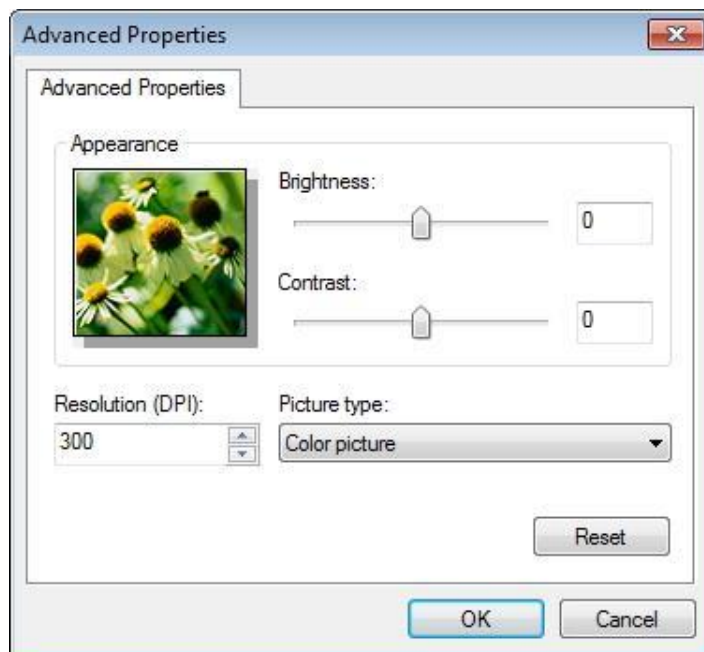 Advanced Properties
Advanced Properties
Appearance
Brightness:
0
Contrast:
0
Resolution (DPI):
300
Picture type:
Color picture
Reset
OK
Cancel